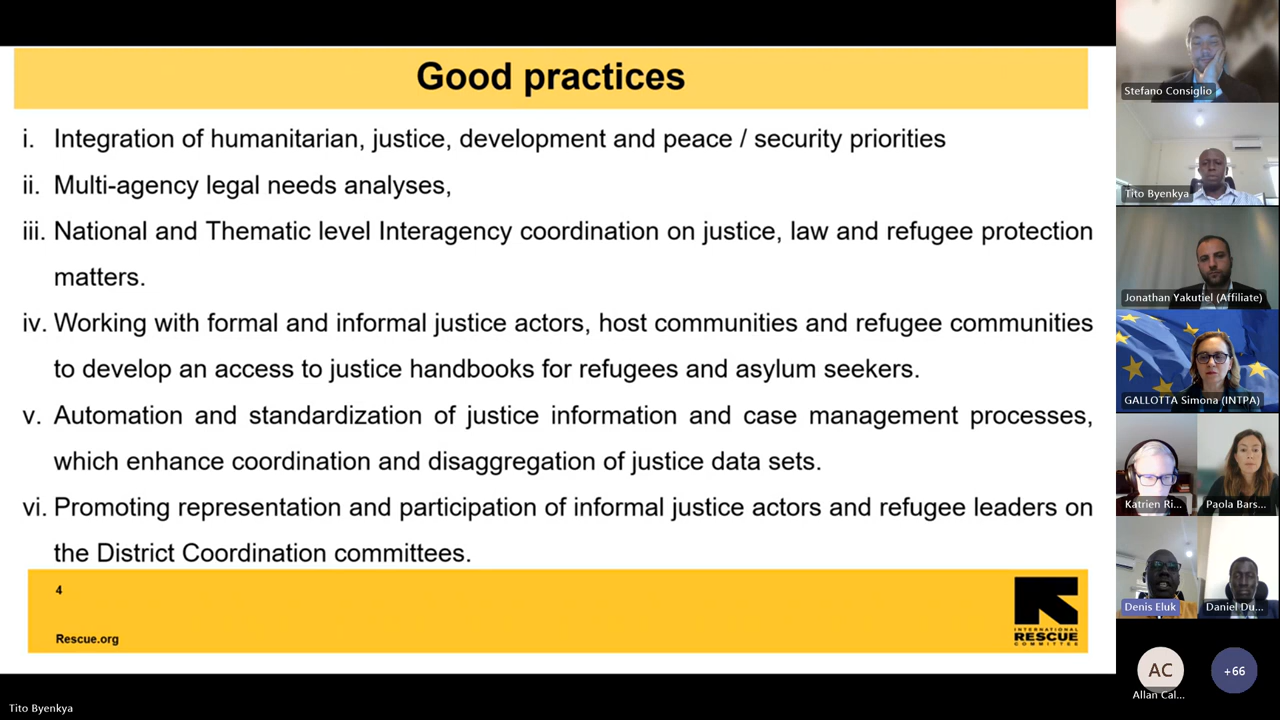 Good practices
i. Integration of humanitarian, justice, development and peace / security priorities
ii. Multi-agency legal needs analyses,
iii. National and Thematic level Interagency coordination on justice, law and refugee protection
matters.
iv. Working with formal and informal justice actors, host communities and refugee communities
to develop an access to justice handbooks for refugees and asylum seekers.
v. Automation and standardization of justice information and case management processes,
which enhance coordination and disaggregation of justice data sets.
vi. Promoting representation and participation of informal justice actors and refugee leaders on
the District Coordination committees.
4
Rescue.org
INTERNATIONAL
RESCUE
COMMITTEE
Tito Byenkya
Stefano Consiglio
Tito Byenkya
Jonathan Yakutiel (Affiliate)
GALLOTTA Simona (INTPA)
Katrien Ri...
Paola Bars...
Denis Eluk
Daniel Du...
AC
Allan Cal...
+66